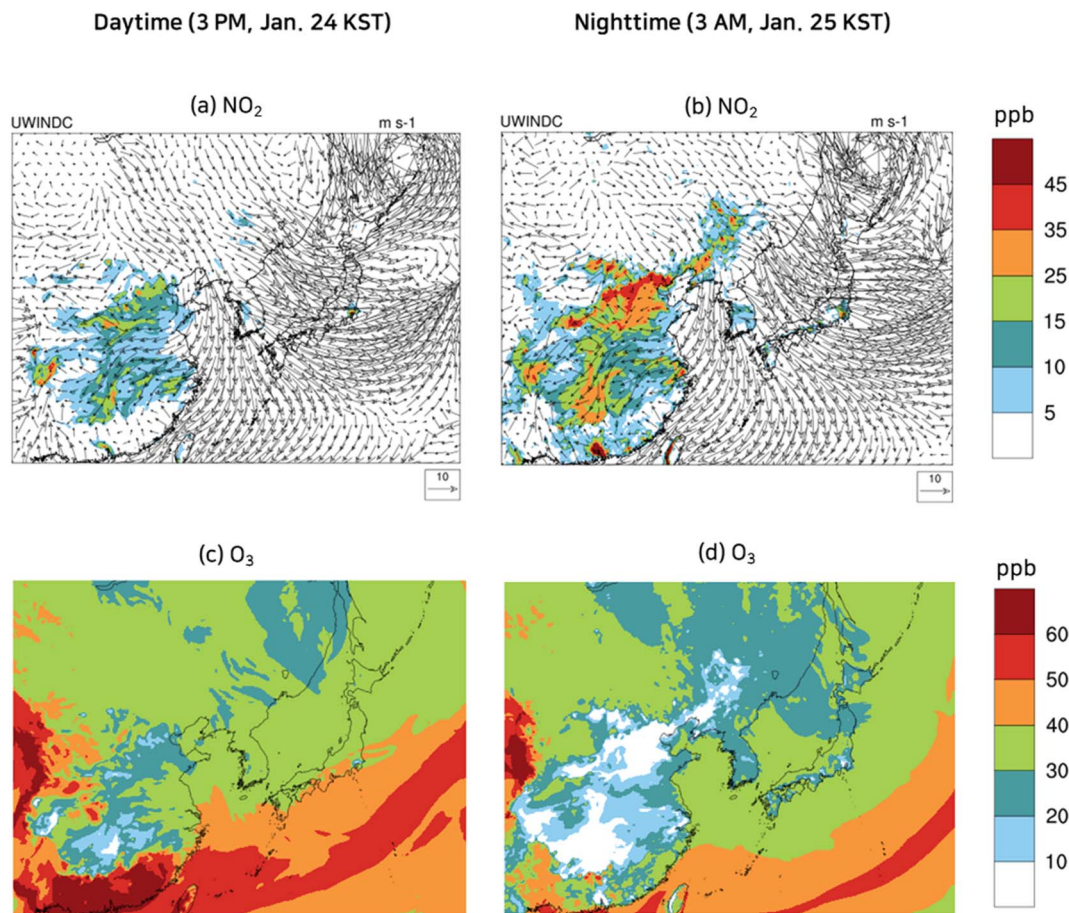 Daytime (3 PM, Jan. 24 KST)
Nighttime (3 AM, Jan. 25 KST)
(a) NO₂
(b) NO₂
ppb
UWINDC
m s-1
UWINDC
m s-1
45
35
25
15
10
5
10
10
(c) O₃
(d) O₃
ppb
60
50
40
30
20
10